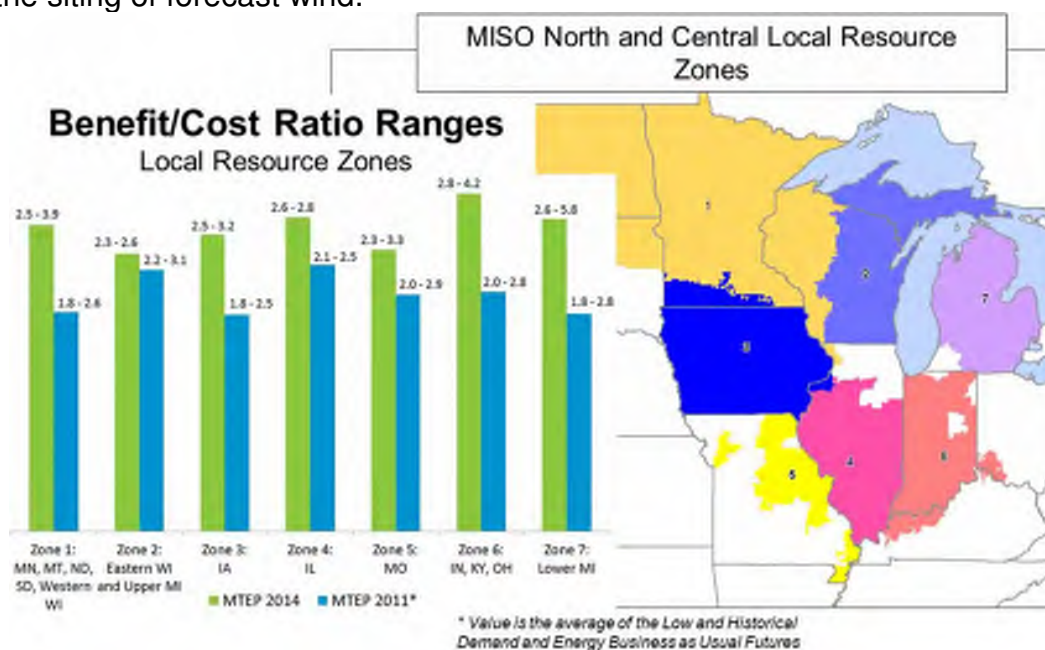 the siting of forecast wind.
MISO North and Central Local Resource
Zones
Benefit/Cost Ratio Ranges
Local Resource Zones
2.5 - 3.9
1.8 - 2.6
2.3 - 2.6
2.2 - 3.1
2.5 - 3.2
1.8 - 2.5
2.6 - 2.8
2.1 - 2.5
2.3 - 3.3
2.0 - 2.9
2.8 - 4.2
2.0 - 2.8
2.6 - 5.8
1.8 - 2.8
Zone 1:
MN, MT, ND,
SD, Western
WI
Zone 2:
Eastern WI
and Upper MI
Zone 3:
IA
Zone 4:
IL
Zone 5:
MO
Zone 6:
IN, KY, OH
Zone 7:
Lower MI
MTEP 2014
MTEP 2011*
1
2
3
4
5
6
7
* Value is the average of the Low and Historical
Demand and Energy Business as Usual Futures